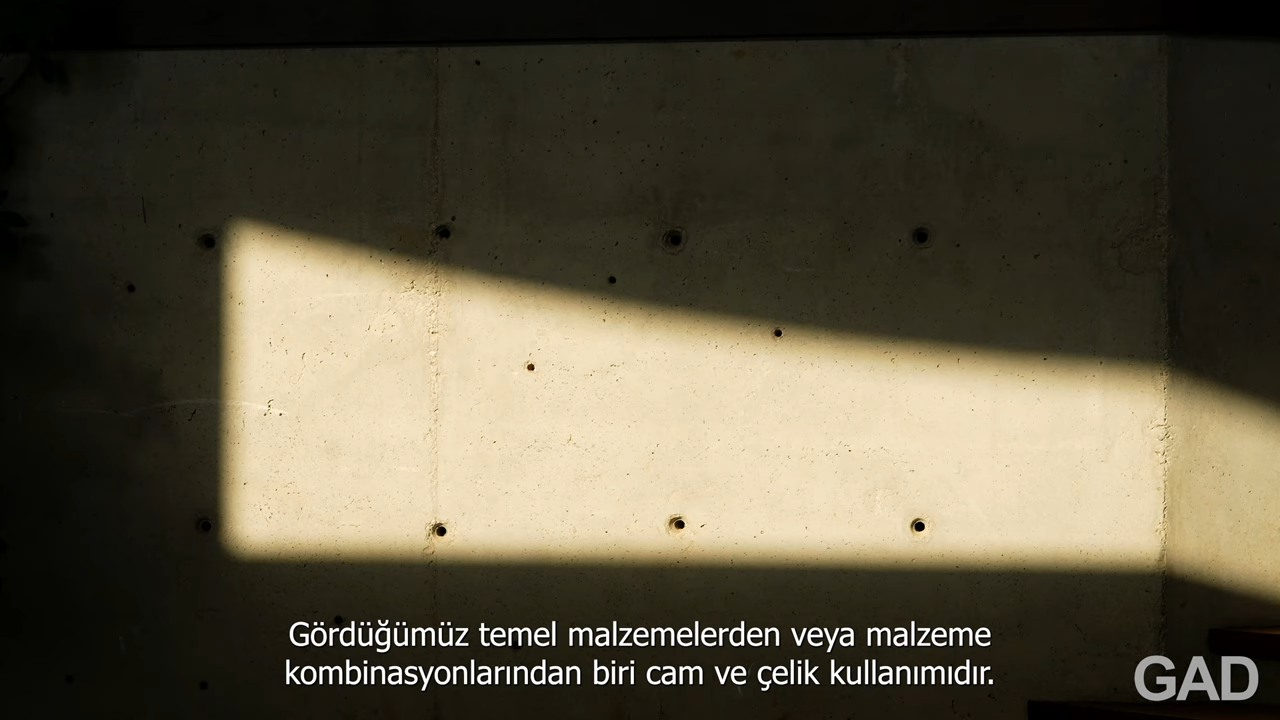 Gördüğümüz temel malzemelerden veya malzeme
kombinasyonlarından biri cam ve çelik kullanımıdır.
GAD